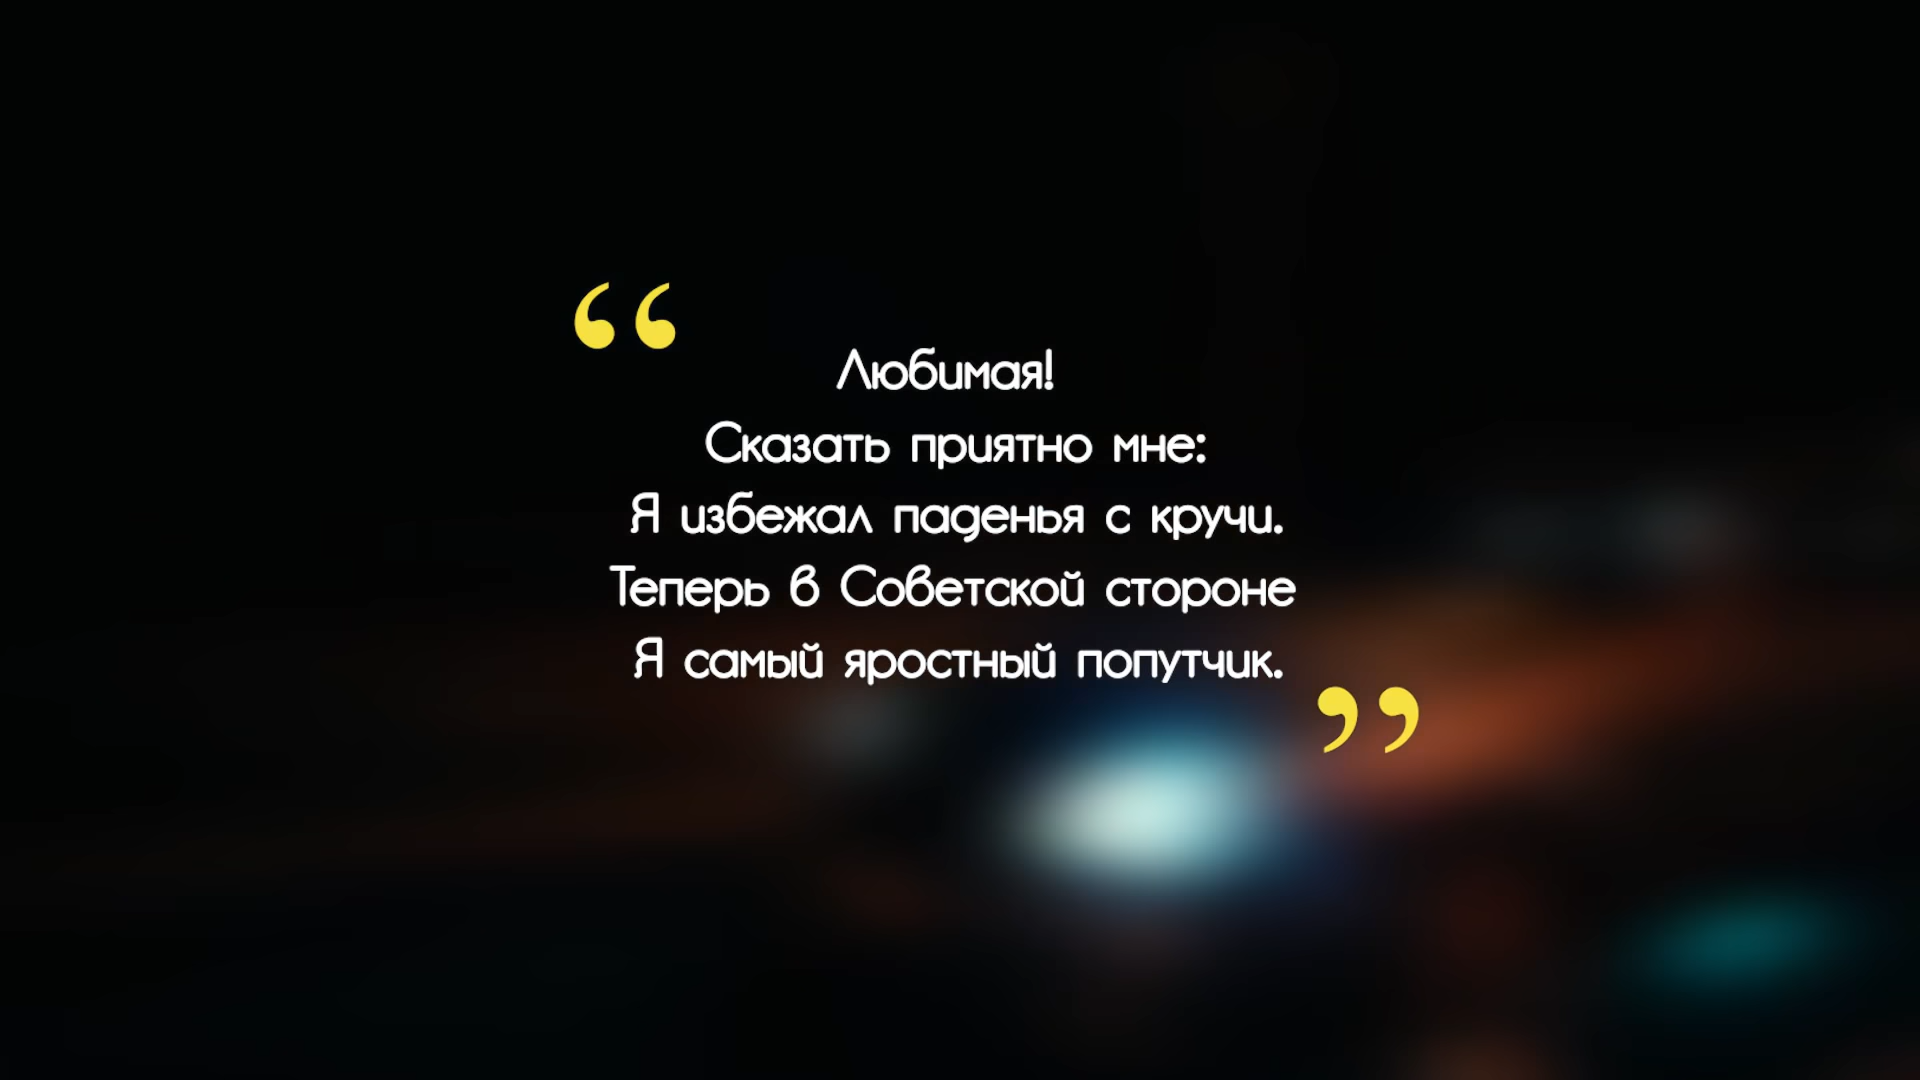 “
Любимая!
Сказать приятно мне:
Я избежал паденья с кручи.
Теперь в Советской стороне
Я самый яростный попутчик.
”